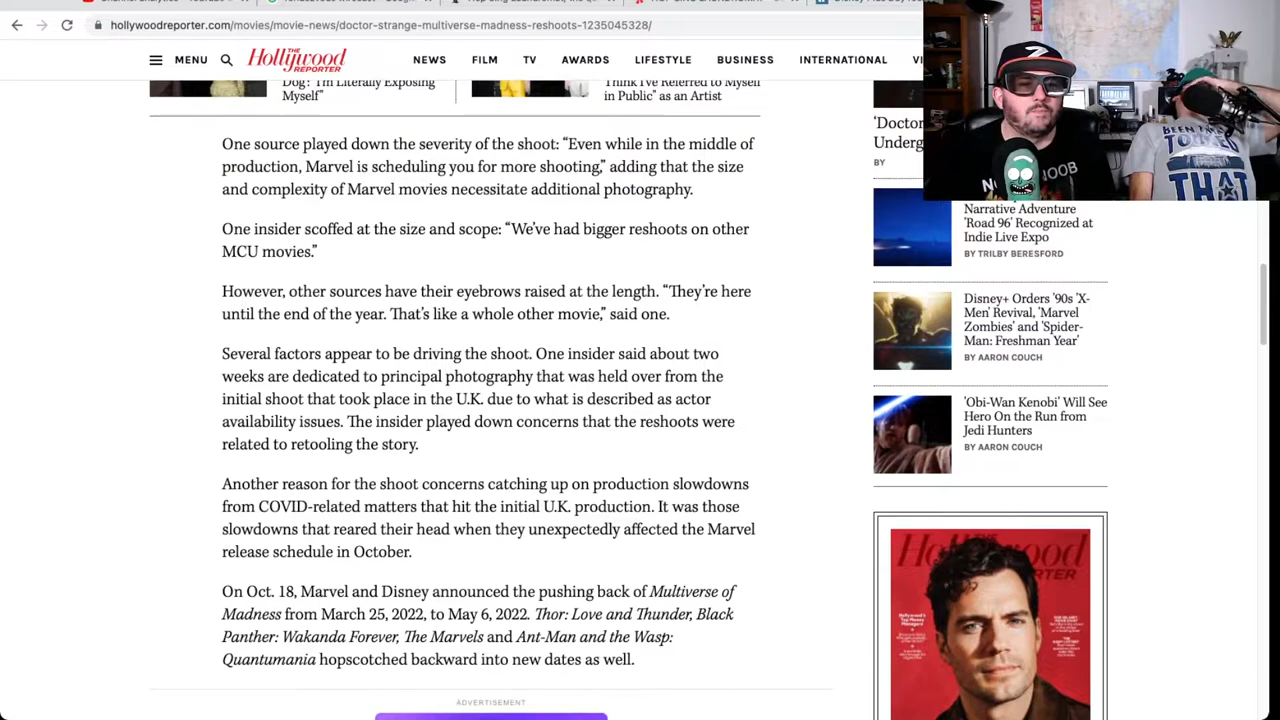 hollywoodreporter.com/movies/movie-news/doctor-strange-multiverse-madness-reshoots-1235045328/
MENU
THE Hollywood REPORTER
NEWS FILM TV AWARDS LIFESTYLE BUSINESS INTERNATIONAL
Dog: "I'm Literally Exposing
Myself"
Think I've Referred to Myself
in Public" as an Artist
One source played down the severity of the shoot: “Even while in the middle of
production, Marvel is scheduling you for more shooting,” adding that the size
and complexity of Marvel movies necessitate additional photography.
One insider scoffed at the size and scope: “We’ve had bigger reshoots on other
MCU movies.”
However, other sources have their eyebrows raised at the length. “They’re here
until the end of the year. That’s like a whole other movie,” said one.
Several factors appear to be driving the shoot. One insider said about two
weeks are dedicated to principal photography that was held over from the
initial shoot that took place in the U.K. due to what is described as actor
availability issues. The insider played down concerns that the reshoots were
related to retooling the story.
Another reason for the shoot concerns catching up on production slowdowns
from COVID-related matters that hit the initial U.K. production. It was those
slowdowns that reared their head when they unexpectedly affected the Marvel
release schedule in October.
On Oct. 18, Marvel and Disney announced the pushing back of Multiverse of
Madness from March 25, 2022, to May 6, 2022. Thor: Love and Thunder, Black
Panther: Wakanda Forever, The Marvels and Ant-Man and the Wasp:
Quantumania hopscotched backward into new dates as well.
ADVERTISEMENT
‘Doctor
Underg
BY
Narrative Adventure
'Road 96' Recognized at
Indie Live Expo
BY TRILBY BERESFORD
Disney+ Orders '90s 'X-
Men' Revival, 'Marvel
Zombies' and 'Spider-
Man: Freshman Year'
BY AARON COUCH
'Obi-Wan Kenobi' Will See
Hero On the Run from
Jedi Hunters
BY AARON COUCH
THE
Hollywood
REPORTER
THAT